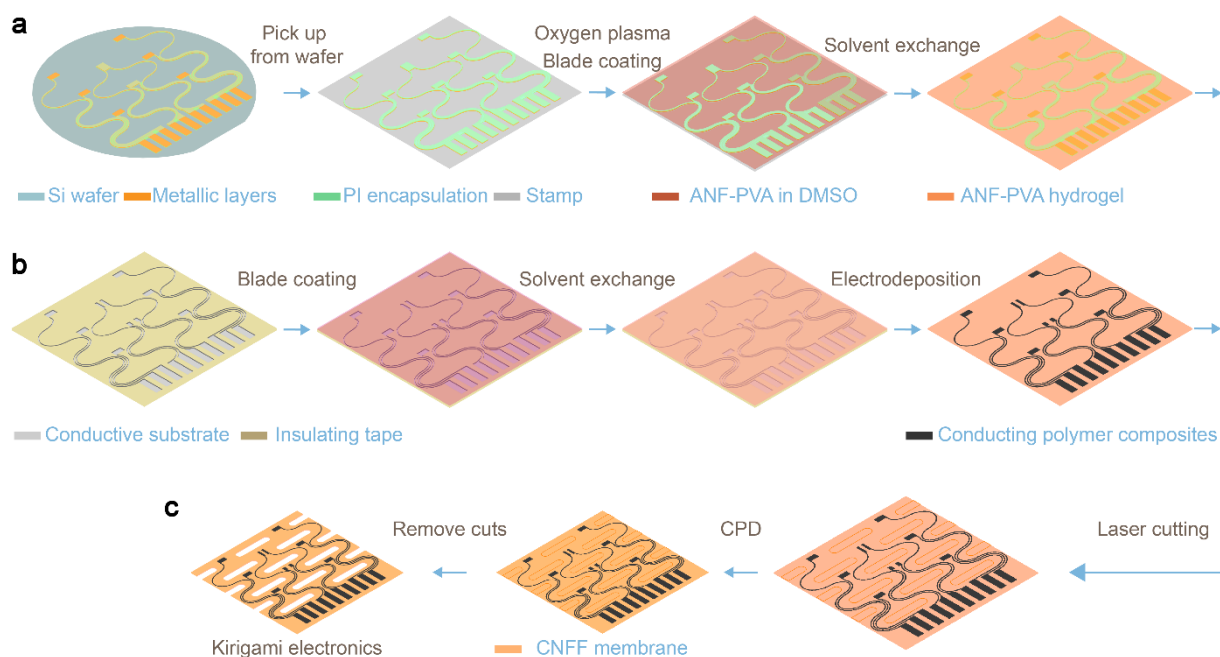 a
Pick up
from wafer
Oxygen plasma
Blade coating
Solvent exchange
Si wafer
Metallic layers
PI encapsulation
Stamp
ANF-PVA in DMSO
ANF-PVA hydrogel
b
Blade coating
Solvent exchange
Electrodeposition
Conductive substrate
Insulating tape
Conducting polymer composites
c
Remove cuts
CPD
Laser cutting
Kirigami electronics
CNFF membrane